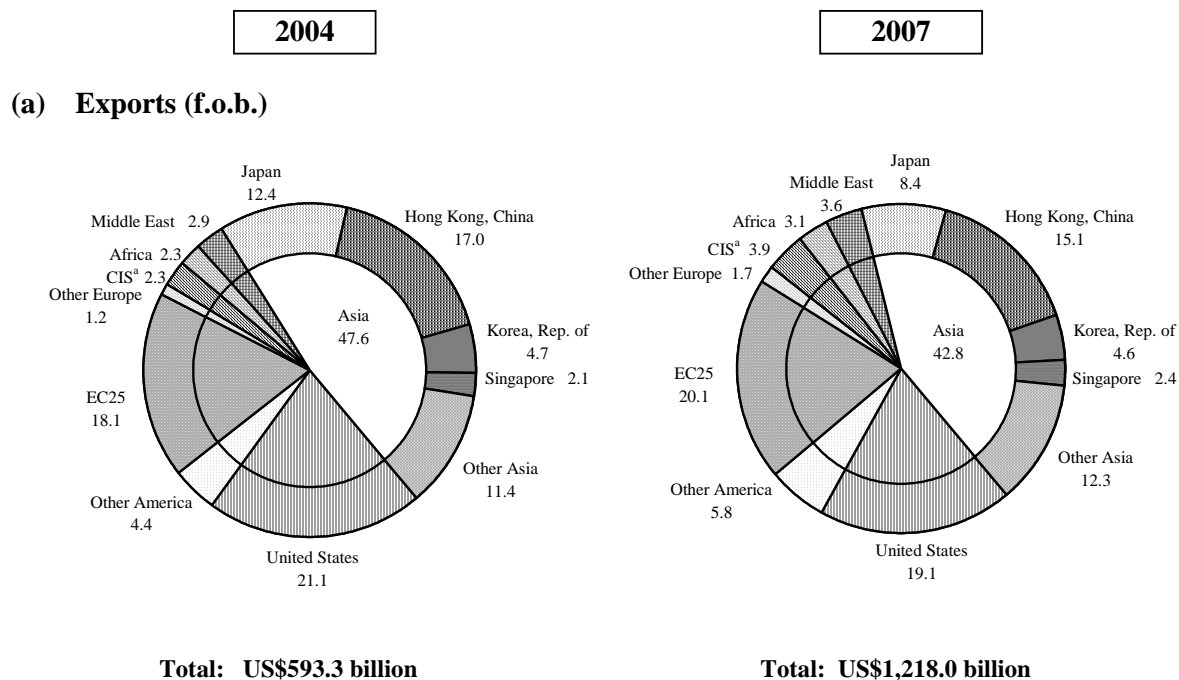 2004
2007
(a) Exports (f.o.b.)
Japan
12.4
Middle East 2.9
Africa 2.3
CISᵃ 2.3
Other Europe
1.2
EC25
18.1
Other America
4.4
United States
21.1
Other Asia
11.4
Singapore 2.1
Korea, Rep. of
4.7
Hong Kong, China
17.0
Asia
47.6
Total: US$593.3 billion
Japan
8.4
Middle East
3.6
Africa 3.1
CISᵃ 3.9
Other Europe 1.7
EC25
20.1
Other America
5.8
United States
19.1
Other Asia
12.3
Singapore 2.4
Korea, Rep. of
4.6
Hong Kong, China
15.1
Asia
42.8
Total: US$1,218.0 billion